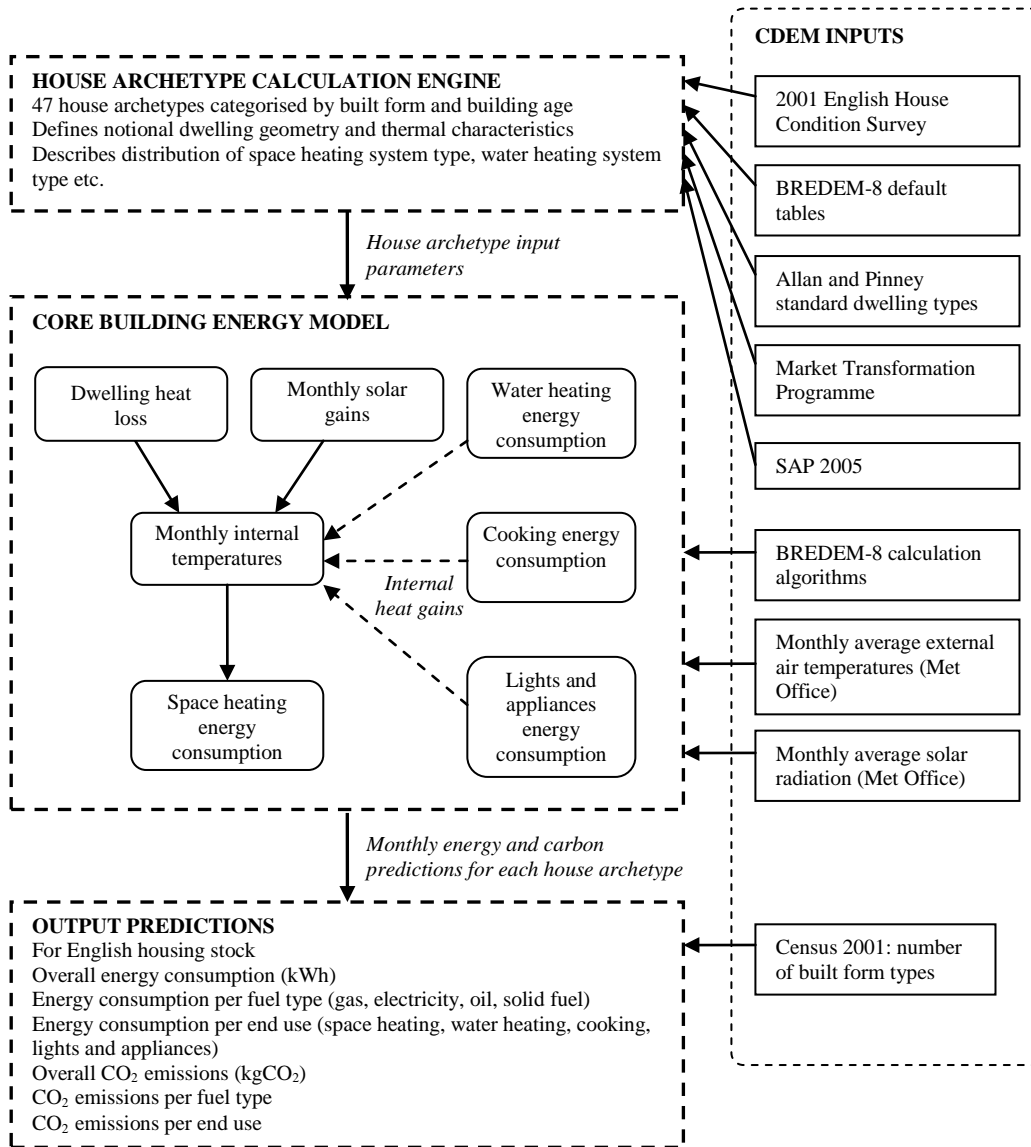 HOUSE ARCHETYPE CALCULATION ENGINE
47 house archetypes categorised by built form and building age
Defines notional dwelling geometry and thermal characteristics
Describes distribution of space heating system type, water heating system
type etc.
House archetype input
parameters
CORE BUILDING ENERGY MODEL
Dwelling heat
loss
Monthly solar
gains
Water heating
energy
consumption
Monthly internal
temperatures
Cooking energy
consumption
Internal
heat gains
Space heating
energy
consumption
Lights and
appliances
energy
consumption
Monthly energy and carbon
predictions for each house archetype
OUTPUT PREDICTIONS
For English housing stock
Overall energy consumption (kWh)
Energy consumption per fuel type (gas, electricity, oil, solid fuel)
Energy consumption per end use (space heating, water heating, cooking,
lights and appliances)
Overall CO₂ emissions (kgCO₂)
CO₂ emissions per fuel type
CO₂ emissions per end use
CDEM INPUTS
2001 English House
Condition Survey
BREDEM-8 default
tables
Allan and Pinney
standard dwelling types
Market Transformation
Programme
SAP 2005
BREDEM-8 calculation
algorithms
Monthly average external
air temperatures (Met
Office)
Monthly average solar
radiation (Met Office)
Census 2001: number
of built form types